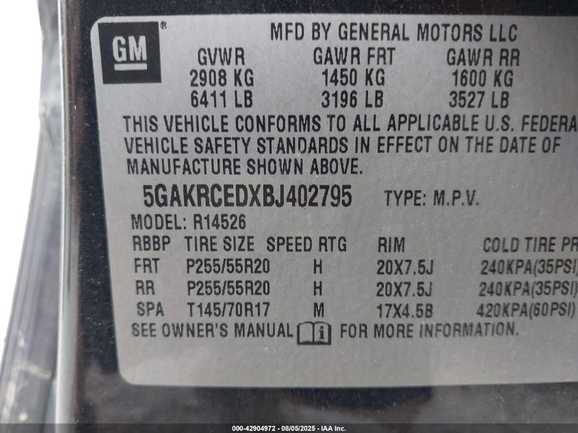 MFD BY GENERAL MOTORS LLC
GM ®
GVWR GAWR FRT GAWR RR
2908 KG 1450 KG 1600 KG
6411 LB 3196 LB 3527 LB
THIS VEHICLE CONFORMS TO ALL APPLICABLE U.S. FEDERA
VEHICLE SAFETY STANDARDS IN EFFECT ON THE DATE OF
MANUFACTURE SHOWN ABOVE.
5GAKRCEDXBJ402795 TYPE: M.P.V.
MODEL: R14526
RBBP TIRE SIZE SPEED RTG RIM COLD TIRE PR
FRT P255/55R20 H 20X7.5J 240KPA(35PSI)
RR P255/55R20 H 20X7.5J 240KPA(35PSI)
SPA T145/70R17 M 17X4.5B 420KPA(60PSI)
SEE OWNER'S MANUAL FOR MORE INFORMATION.
000-42904972 - 08/05/2025 - IAA Inc.